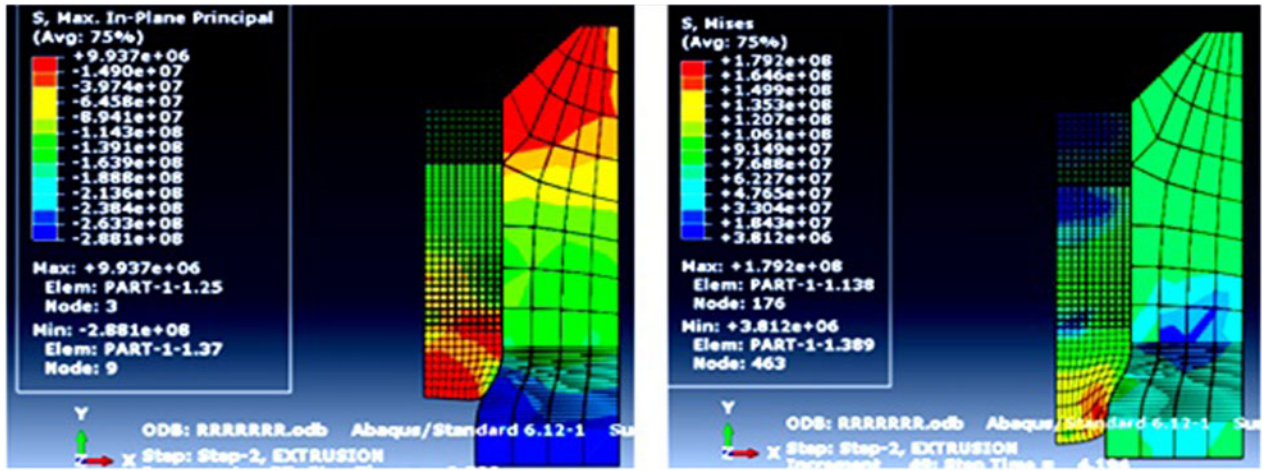 S, Max. In-Plane Principal
(Avg: 75%)
+9.937e+06
-1.490e+07
-3.974e+07
-6.458e+07
-8.941e+07
-1.143e+08
-1.391e+08
-1.639e+08
-1.888e+08
-2.136e+08
-2.384e+08
-2.633e+08
-2.881e+08
Max: +9.937e+06
Elem: PART-1-1.25
Node: 3
Min: -2.881e+08
Elem: PART-1-1.37
Node: 9
Y
Z X
ODB: RRRRRRR.odb Abaqus/Standard 6.12-1 Su
Step: Step-2, EXTRUSION
S, Mises
(Avg: 75%)
+1.792e+08
+1.646e+08
+1.499e+08
+1.353e+08
+1.207e+08
+1.061e+08
+9.149e+07
+7.688e+07
+6.227e+07
+4.765e+07
+3.304e+07
+1.843e+07
+3.812e+06
Max: +1.792e+08
Elem: PART-1-1.138
Node: 176
Min: +3.812e+06
Elem: PART-1-1.389
Node: 463
Y
Z X
ODB: RRRRRRR.odb Abaqus/Standard 6.12-1 Su
Step: Step-2, EXTRUSION